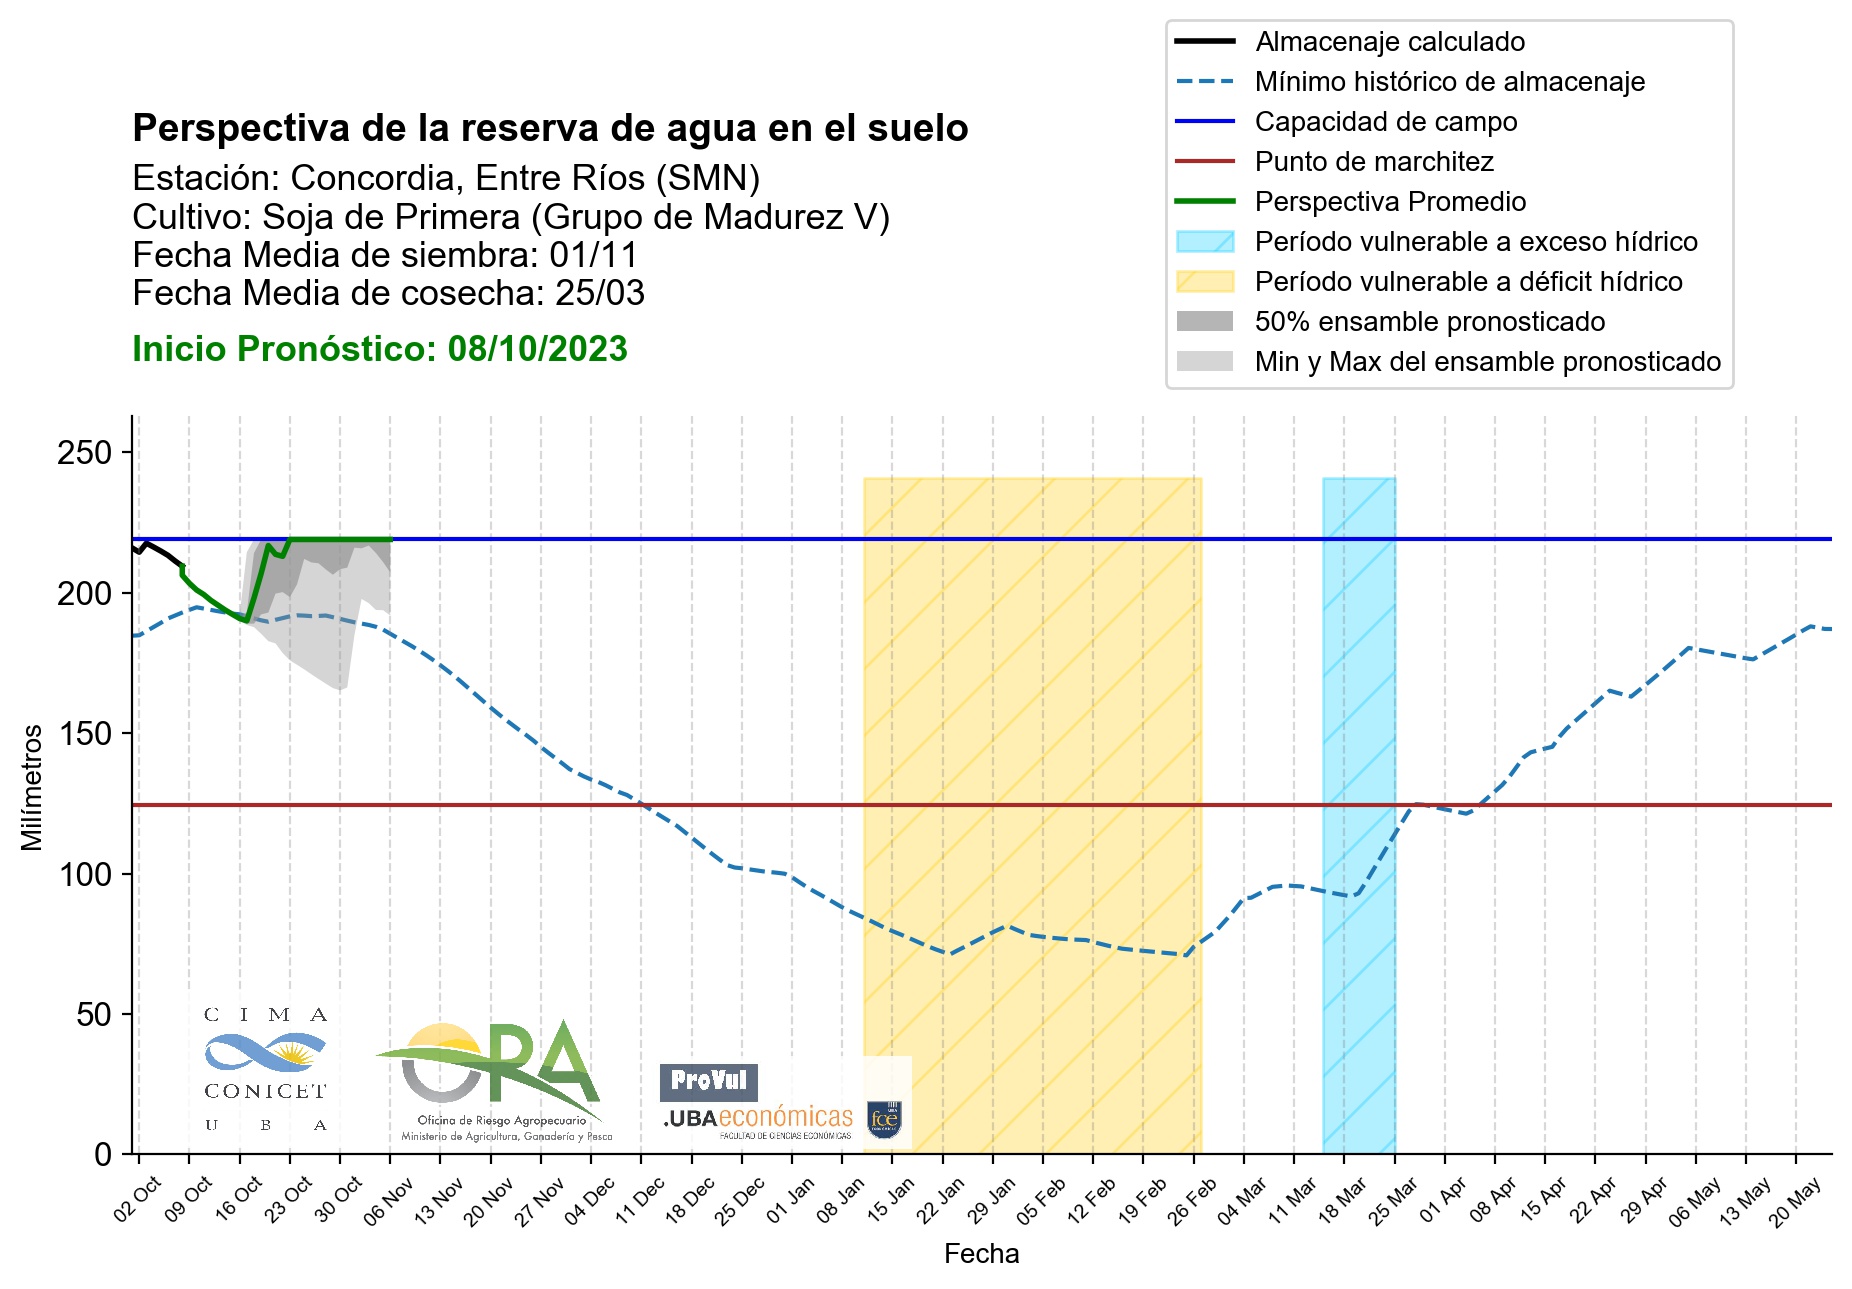 Almacenaje calculado
Mínimo histórico de almacenaje
Capacidad de campo
Punto de marchitez
Perspectiva Promedio
Período vulnerable a exceso hídrico
Período vulnerable a déficit hídrico
50% ensamble pronosticado
Min y Max del ensamble pronosticado
Perspectiva de la reserva de agua en el suelo
Estación: Concordia, Entre Ríos (SMN)
Cultivo: Soja de Primera (Grupo de Madurez V)
Fecha Media de siembra: 01/11
Fecha Media de cosecha: 25/03
Inicio Pronóstico: 08/10/2023
Milímetros
250
200
150
100
50
0
CIMA
CONICET
UBA
ORA
Oficina de Riesgo Agropecuario
Ministerio de Agricultura, Ganadería y Pesca
ProVul
.UBAeconómicas
FACULTAD DE CIENCIAS ECONÓMICAS
UBA
fce
ECONÓMICAS
02 Oct
09 Oct
16 Oct
23 Oct
30 Oct
06 Nov
13 Nov
20 Nov
27 Nov
04 Dec
11 Dec
18 Dec
25 Dec
01 Jan
08 Jan
15 Jan
22 Jan
29 Jan
05 Feb
12 Feb
19 Feb
26 Feb
04 Mar
11 Mar
18 Mar
25 Mar
01 Apr
08 Apr
15 Apr
22 Apr
29 Apr
06 May
13 May
20 May
Fecha